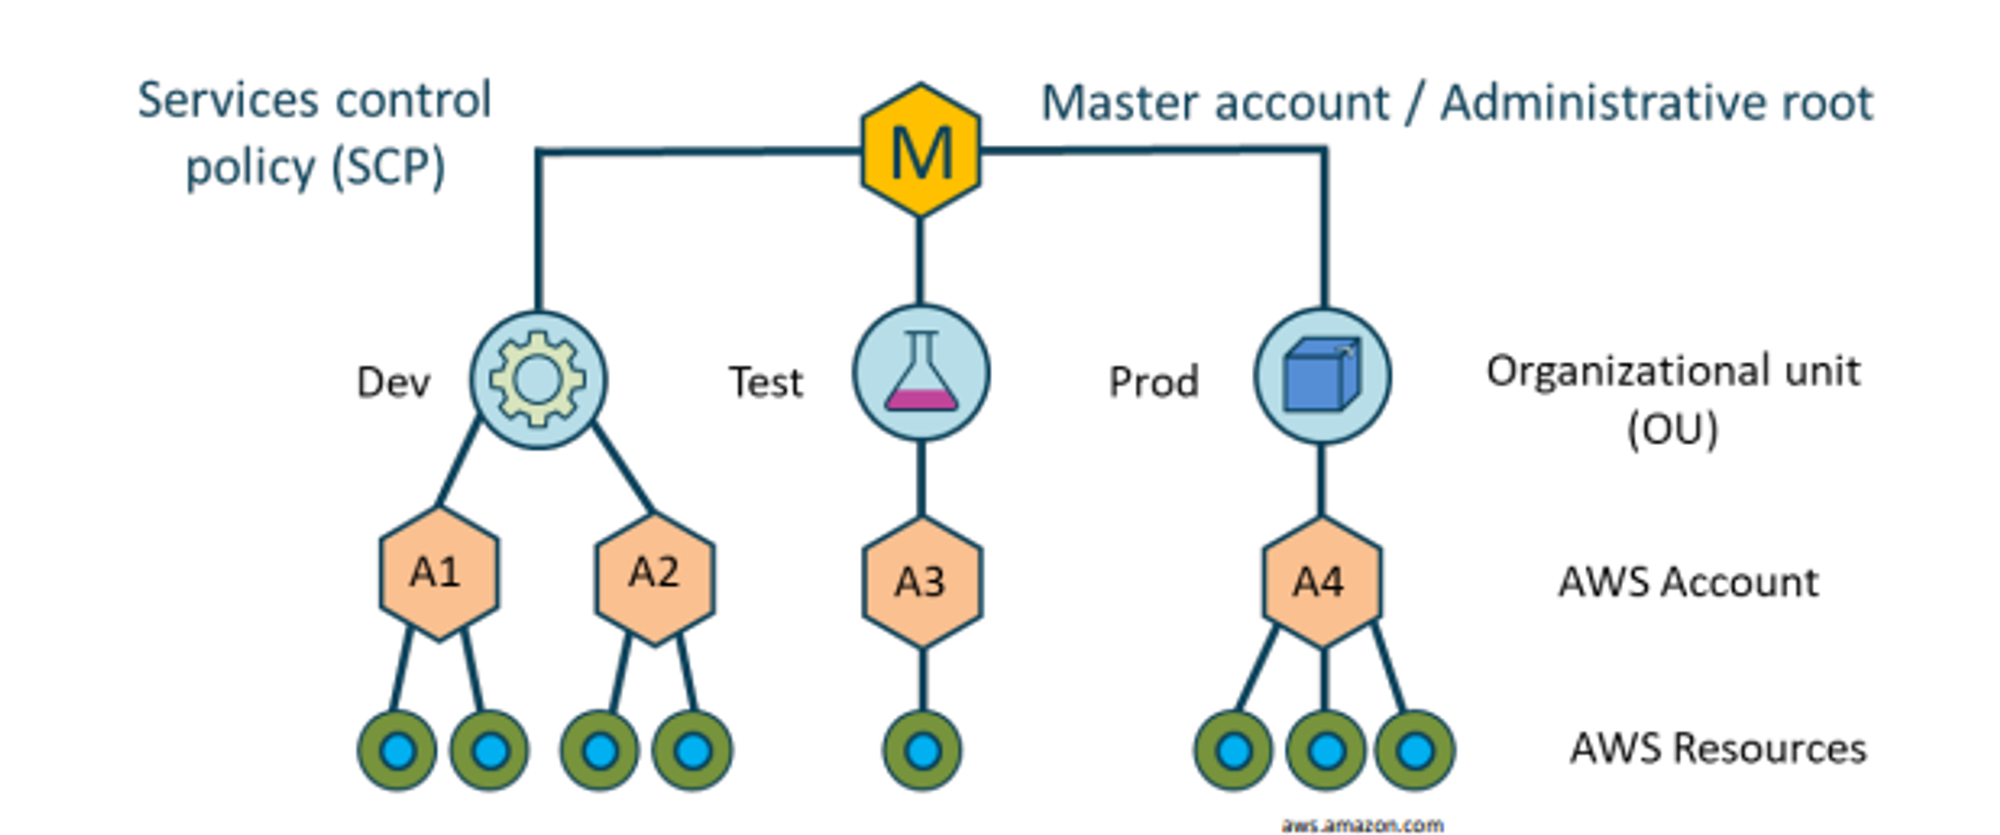 Services control
policy (SCP)
M
Master account / Administrative root
Dev
Test
Prod
Organizational unit
(OU)
A1
A2
A3
A4
AWS Account
AWS Resources
aws.amazon.com